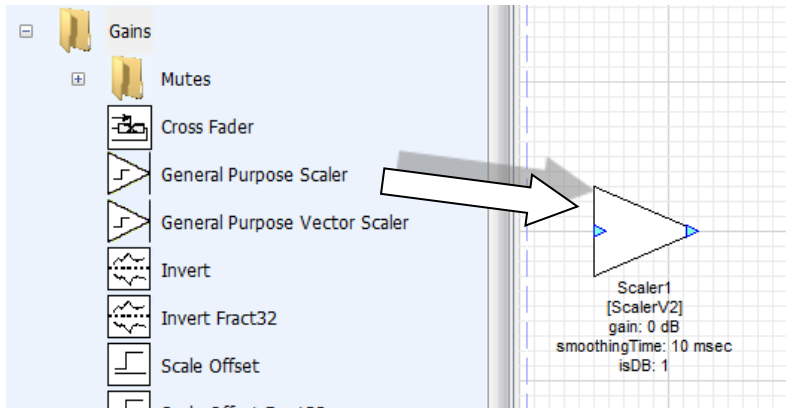 Gains
Mutes
Cross Fader
General Purpose Scaler
General Purpose Vector Scaler
Invert
Invert Fract32
Scale Offset
Scaler1
[ScalerV2]
gain: 0 dB
smoothingTime: 10 msec
isDB: 1